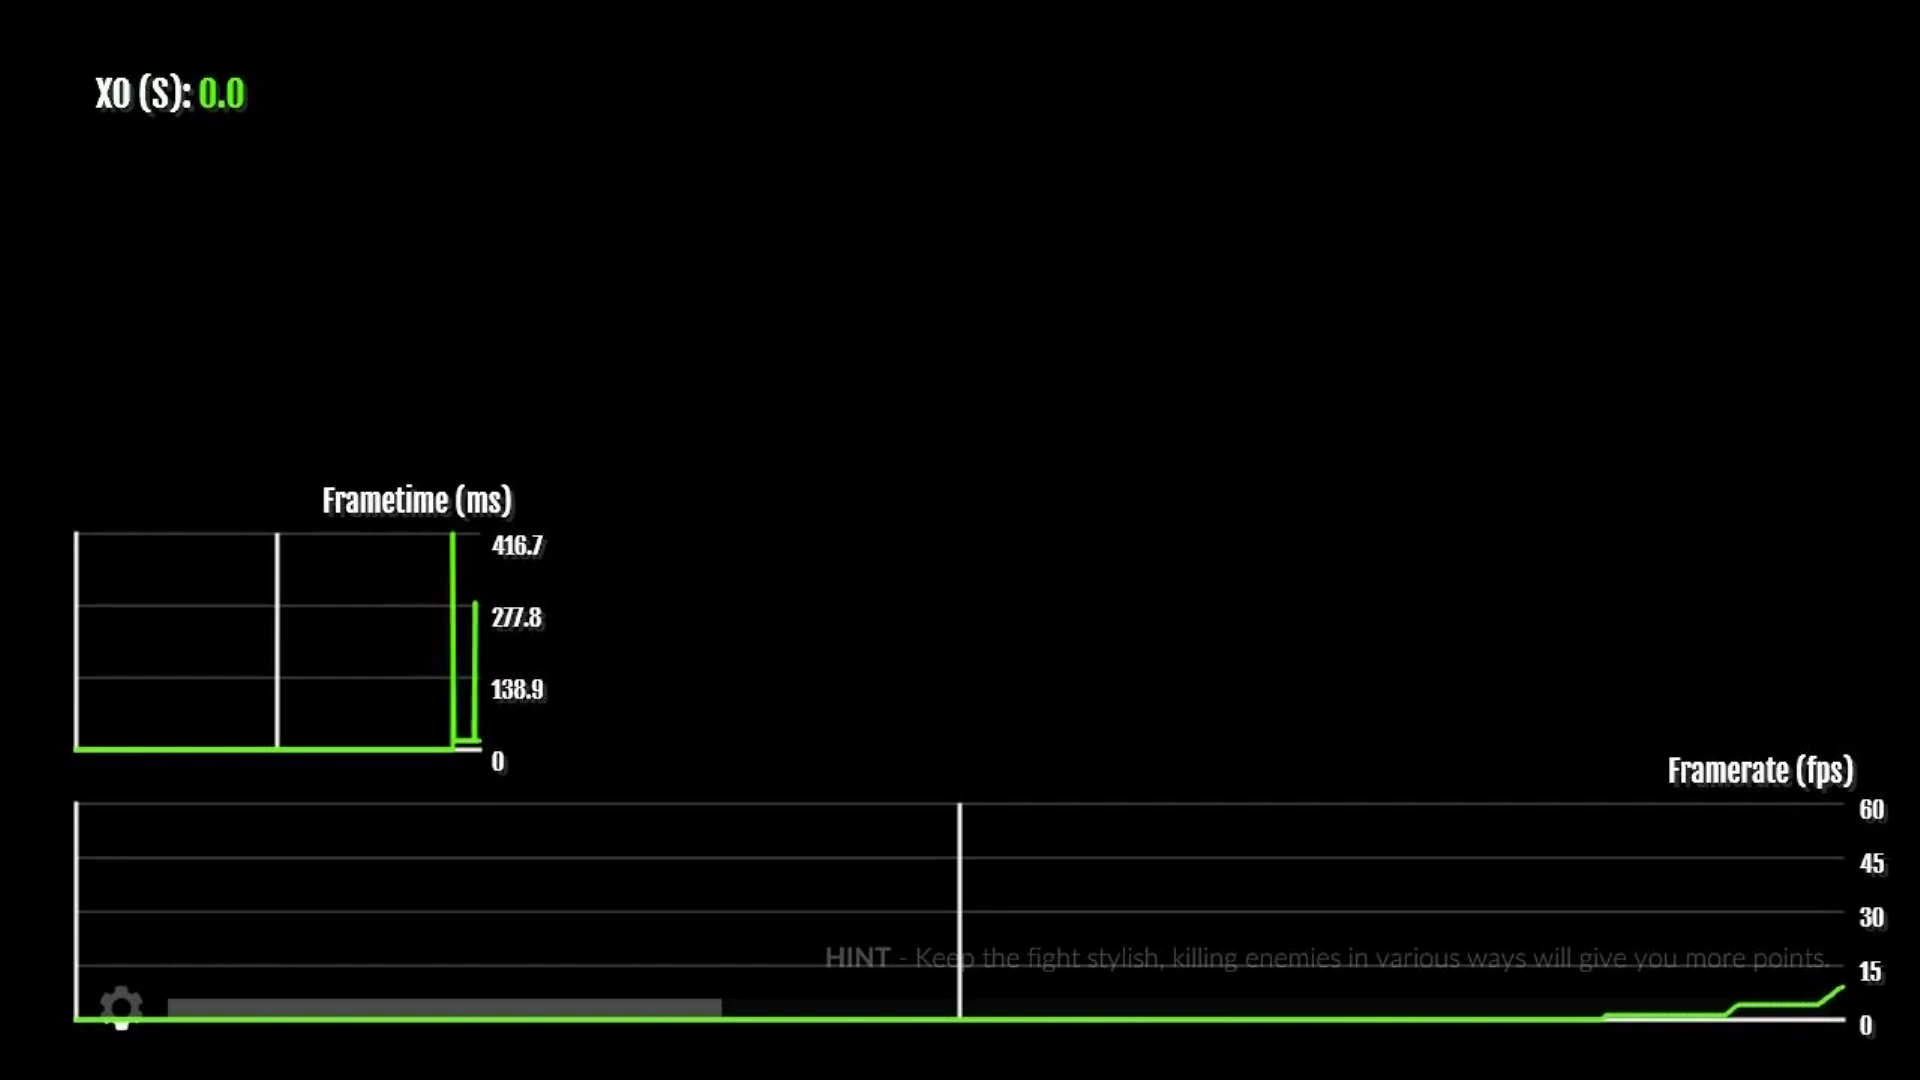 XO (S): 0.0
Frametime (ms)
416.7
277.8
138.9
0
Framerate (fps)
60
45
30
HINT - Keep the fight stylish, killing enemies in various ways will give you more points.
15
0